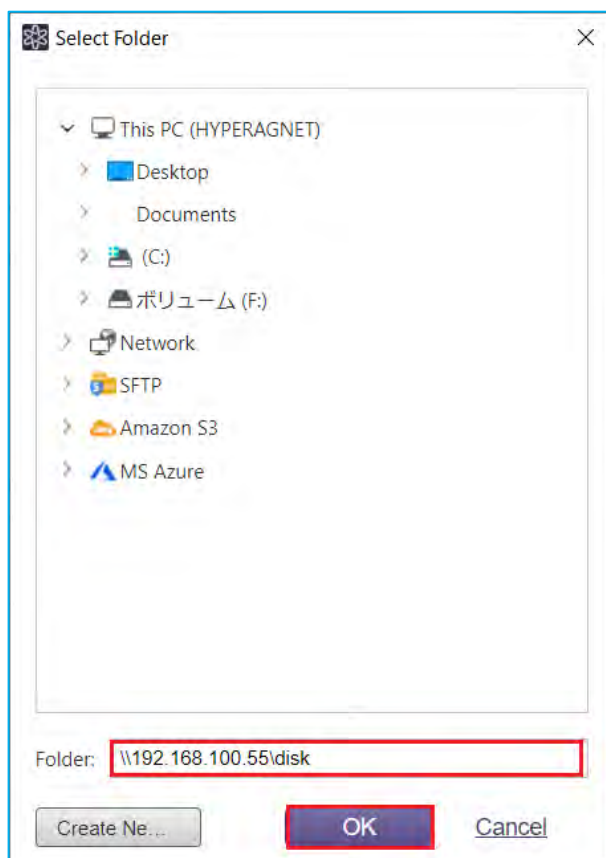 Select Folder
This PC (HYPERAGNET)
Desktop
Documents
(C:)
ボリューム (F:)
Network
SFTP
Amazon S3
MS Azure
Folder: \\192.168.100.55\disk
Create Ne... OK Cancel